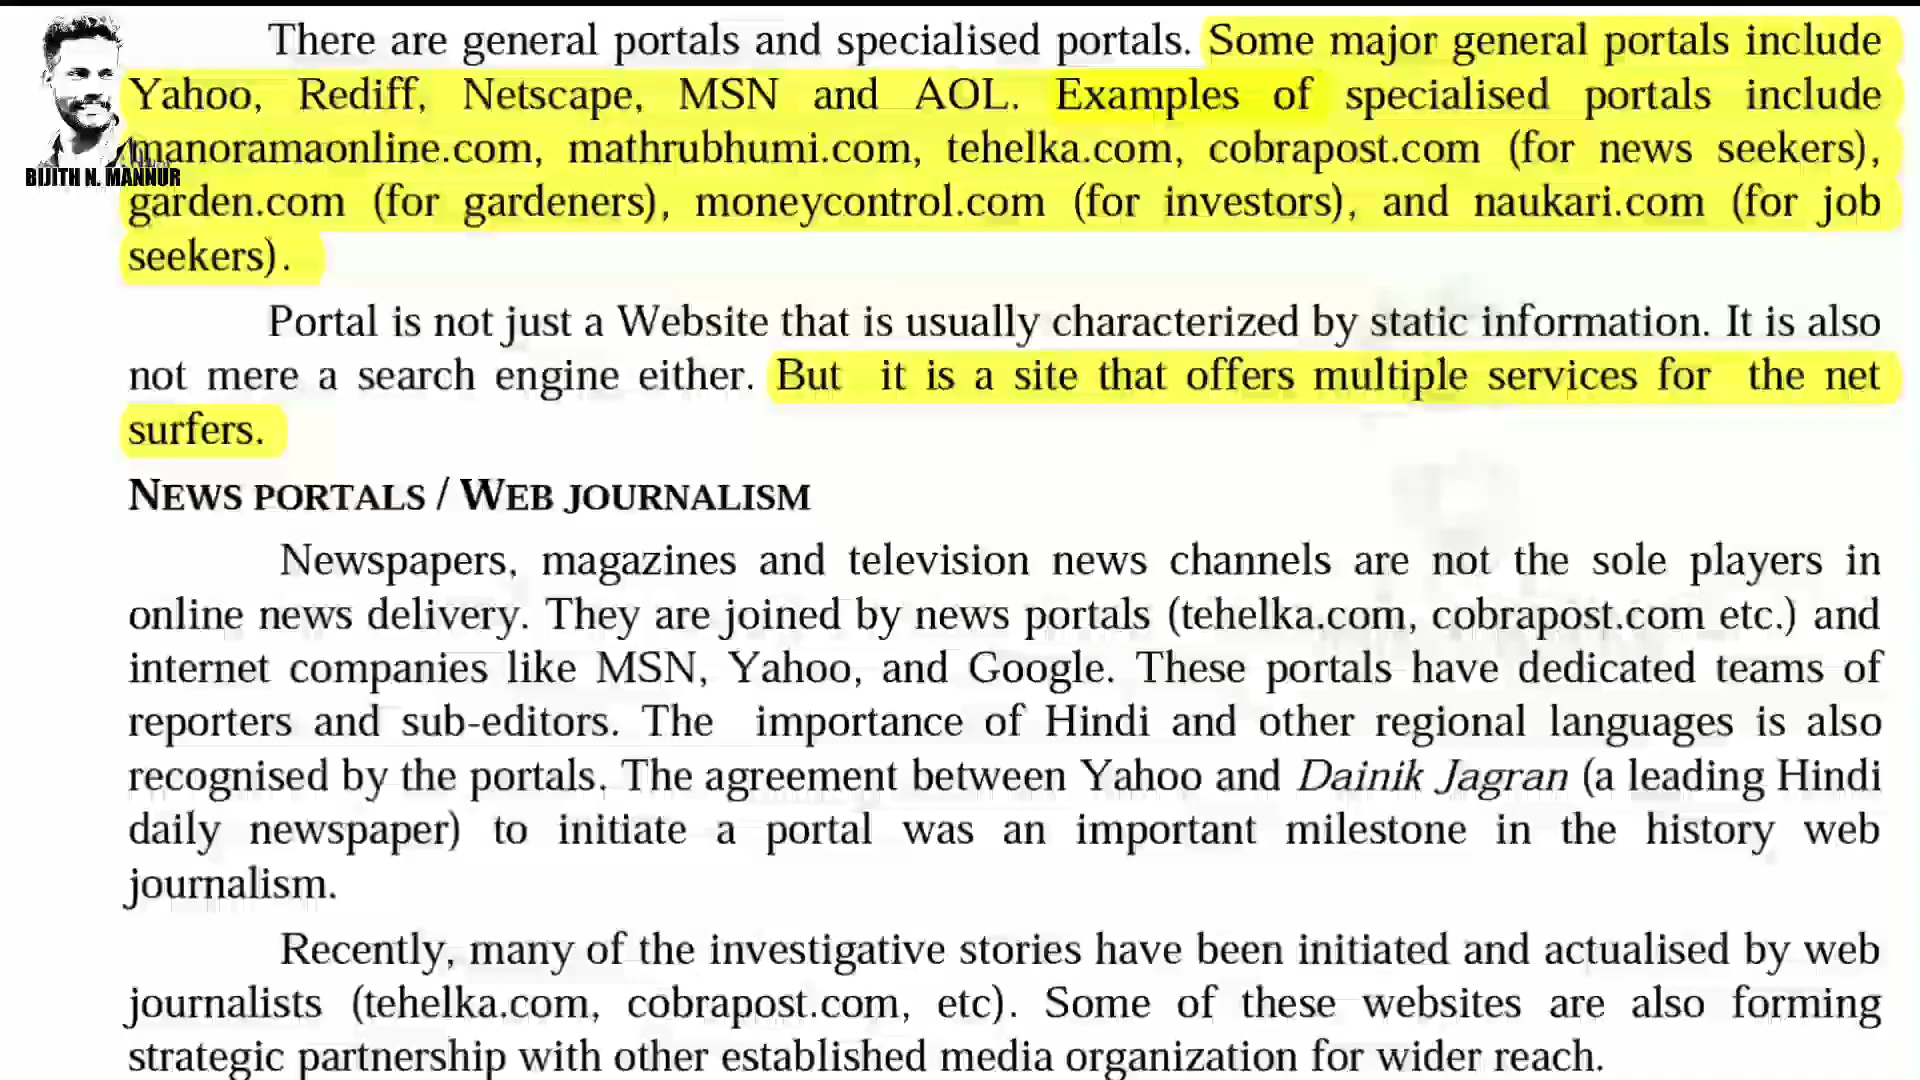 There are general portals and specialised portals. Some major general portals include
Yahoo, Rediff, Netscape, MSN and AOL. Examples of specialised portals include
manoramaonline.com, mathrubhumi.com, tehelka.com, cobrapost.com (for news seekers),
BIJITH N. MANNUR
garden.com (for gardeners), moneycontrol.com (for investors), and naukari.com (for job
seekers).
Portal is not just a Website that is usually characterized by static information. It is also
not mere a search engine either. But it is a site that offers multiple services for the net
surfers.
NEWS PORTALS / WEB JOURNALISM
Newspapers, magazines and television news channels are not the sole players in
online news delivery. They are joined by news portals (tehelka.com, cobrapost.com etc.) and
internet companies like MSN, Yahoo, and Google. These portals have dedicated teams of
reporters and sub-editors. The importance of Hindi and other regional languages is also
recognised by the portals. The agreement between Yahoo and Dainik Jagran (a leading Hindi
daily newspaper) to initiate a portal was an important milestone in the history web
journalism.
Recently, many of the investigative stories have been initiated and actualised by web
journalists (tehelka.com, cobrapost.com, etc). Some of these websites are also forming
strategic partnership with other established media organization for wider reach.